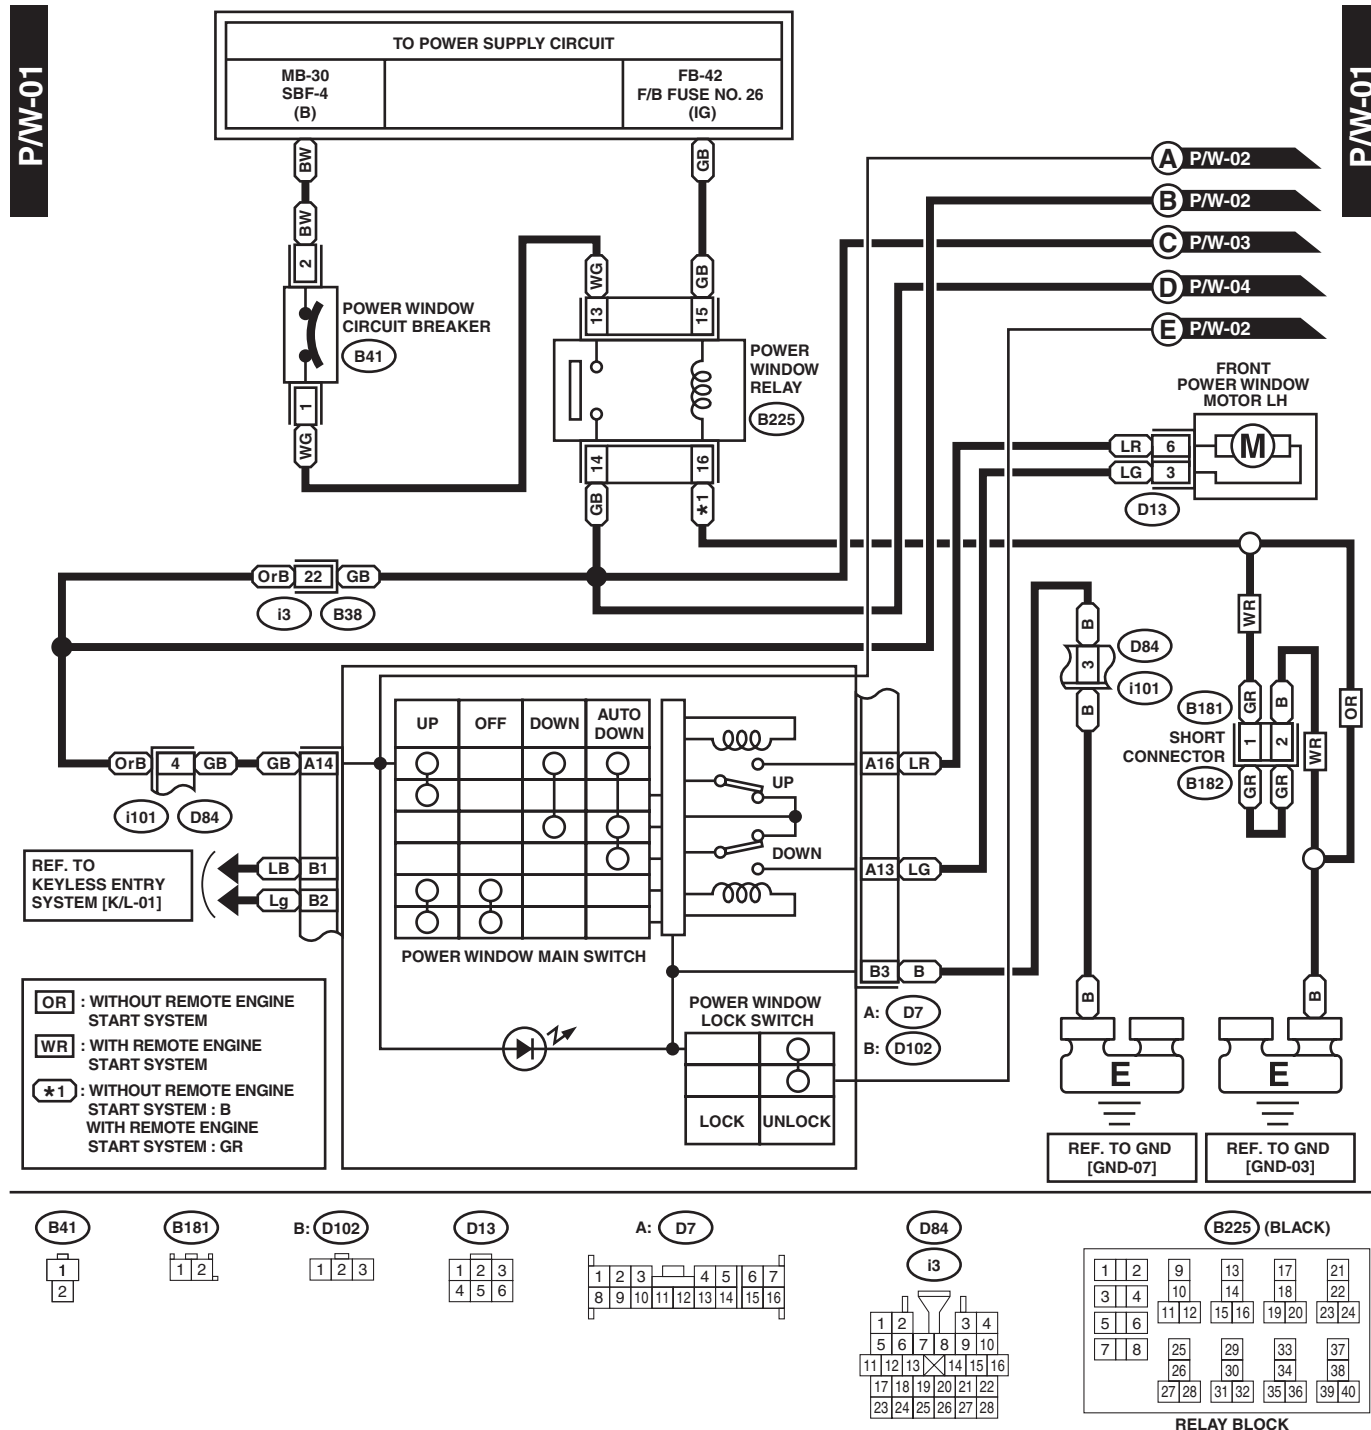 P/W-01
P/W-01
TO POWER SUPPLY CIRCUIT
MB-30
SBF-4
(B)
FB-42
F/B FUSE NO. 26
(IG)
BW
GB
BW
2
POWER WINDOW
CIRCUIT BREAKER
B41
1
WG
WG
GB
13
15
POWER
WINDOW
RELAY
B225
14
16
GB
*1
A P/W-02
B P/W-02
C P/W-03
D P/W-04
E P/W-02
FRONT
POWER WINDOW
MOTOR LH
LR 6
M
LG 3
D13
OrB 22 GB
i3 B38
B
3
D84
i101
B
WR
OR
B181
GR
B
SHORT
CONNECTOR
1
2
WR
B182
GR
GR
UP OFF DOWN AUTO
DOWN
OrB 4 GB GB A14
i101 D84
A16 LR
UP
DOWN
A13 LG
REF. TO
KEYLESS ENTRY
SYSTEM [K/L-01]
LB B1
Lg B2
POWER WINDOW MAIN SWITCH
B3 B
A: D7
B: D102
POWER WINDOW
LOCK SWITCH
LOCK UNLOCK
OR : WITHOUT REMOTE ENGINE
START SYSTEM
WR : WITH REMOTE ENGINE
START SYSTEM
*1 : WITHOUT REMOTE ENGINE
START SYSTEM : B
WITH REMOTE ENGINE
START SYSTEM : GR
B
B
E
E
REF. TO GND
[GND-07]
REF. TO GND
[GND-03]
B41
1
2
B181
1 2
B: D102
1 2 3
D13
1 2 3
4 5 6
A: D7
1 2 3 4 5 6 7
8 9 10 11 12 13 14 15 16
D84
i3
1 2 3 4
5 6 7 8 9 10
11 12 13 14 15 16
17 18 19 20 21 22
23 24 25 26 27 28
B225 (BLACK)
1 2 9 13 17 21
3 4 10 14 18 22
5 6 11 12 15 16 19 20 23 24
7 8 25 29 33 37
26 30 34 38
27 28 31 32 35 36 39 40
RELAY BLOCK